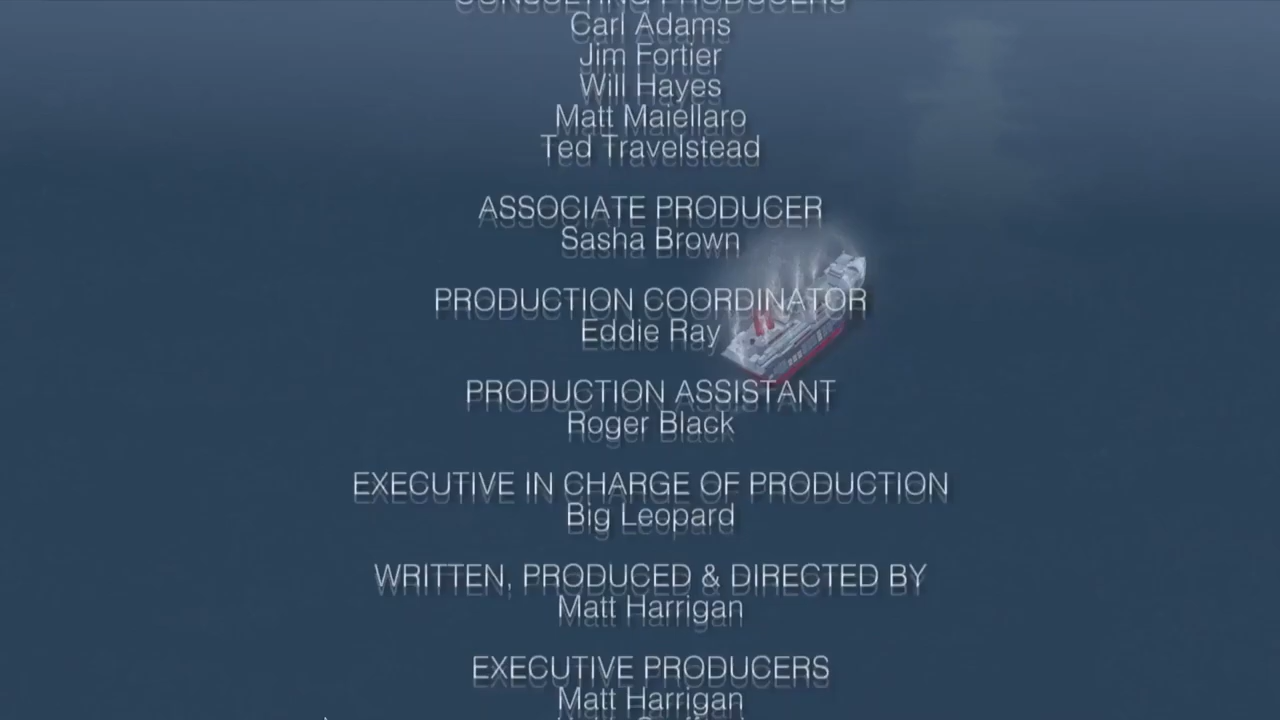 CONSULTING PRODUCERS
Carl Adams
Jim Fortier
Will Hayes
Matt Maiellaro
Ted Travelstead
ASSOCIATE PRODUCER
Sasha Brown
PRODUCTION COORDINATOR
Eddie Ray
PRODUCTION ASSISTANT
Roger Black
EXECUTIVE IN CHARGE OF PRODUCTION
Big Leopard
WRITTEN, PRODUCED & DIRECTED BY
Matt Harrigan
EXECUTIVE PRODUCERS
Matt Harrigan